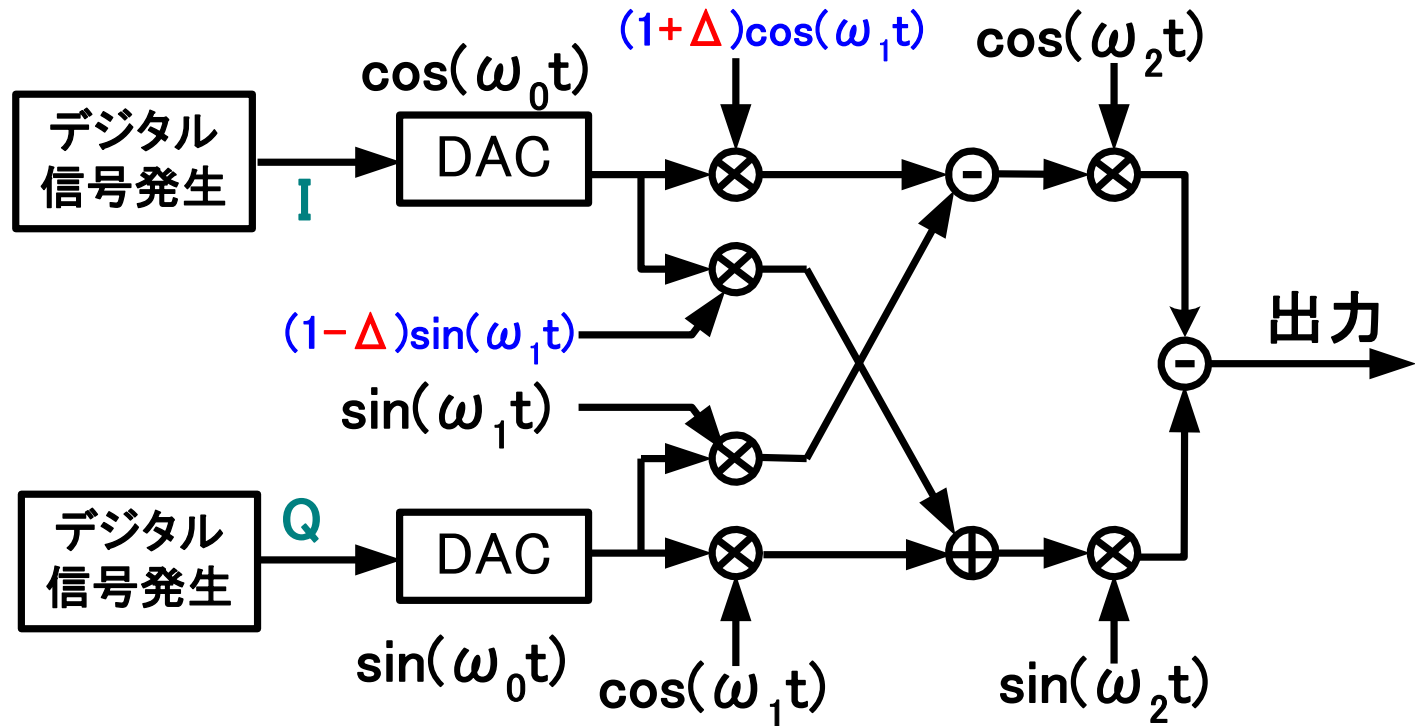 (1+Δ)cos(ω₁t)
cos(ω₂t)
cos(ω₀t)
デジタル
信号発生
I
DAC
-
(1-Δ)sin(ω₁t)
出力
-
sin(ω₁t)
デジタル
信号発生
Q
DAC
sin(ω₀t)
cos(ω₁t)
sin(ω₂t)